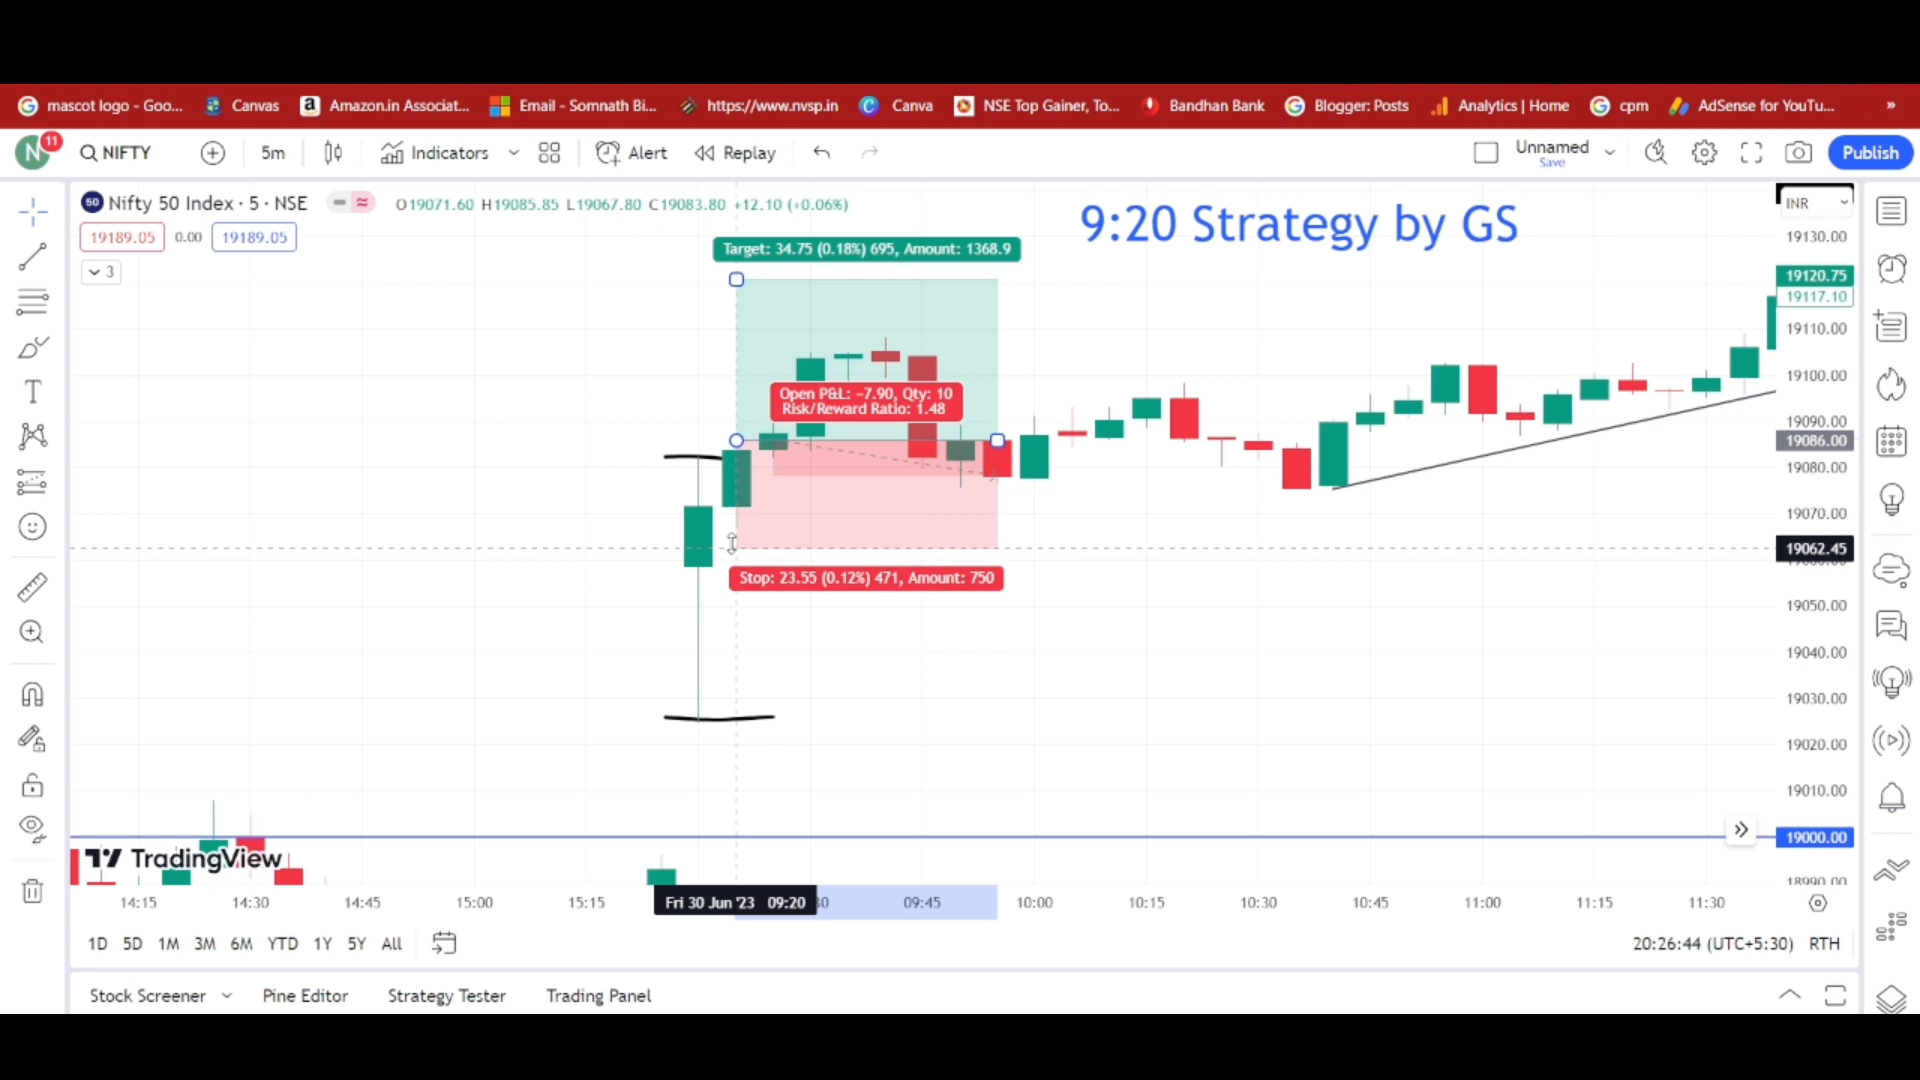 mascot logo - Goo... Canvas Amazon.in Associat... Email - Somnath Bi... https://www.nvsp.in Canva NSE Top Gainer, To... Bandhan Bank Blogger: Posts Analytics | Home cpm AdSense for YouTu... »
N 11 NIFTY 5m Indicators Alert Replay Unnamed Publish
Save
50 Nifty 50 Index · 5 · NSE O19071.60 H19085.85 L19067.80 C19083.80 +12.10 (+0.06%)
INR
9:20 Strategy by GS
19189.05 0.00 19189.05
3
Target: 34.75 (0.18%) 695, Amount: 1368.9
Open P&L: −7.90, Qty: 10
Risk/Reward Ratio: 1.48
Stop: 23.55 (0.12%) 471, Amount: 750
19130.00
19120.75
19117.10
19110.00
19100.00
19090.00
19086.00
19080.00
19070.00
19062.45
19050.00
19040.00
19030.00
19020.00
19010.00
19000.00
18990.00
TradingView
14:15 14:30 14:45 15:00 15:15 Fri 30 Jun '23 09:20 09:45 10:00 10:15 10:30 10:45 11:00 11:15 11:30
1D 5D 1M 3M 6M YTD 1Y 5Y All 20:26:44 (UTC+5:30) RTH
Stock Screener Pine Editor Strategy Tester Trading Panel